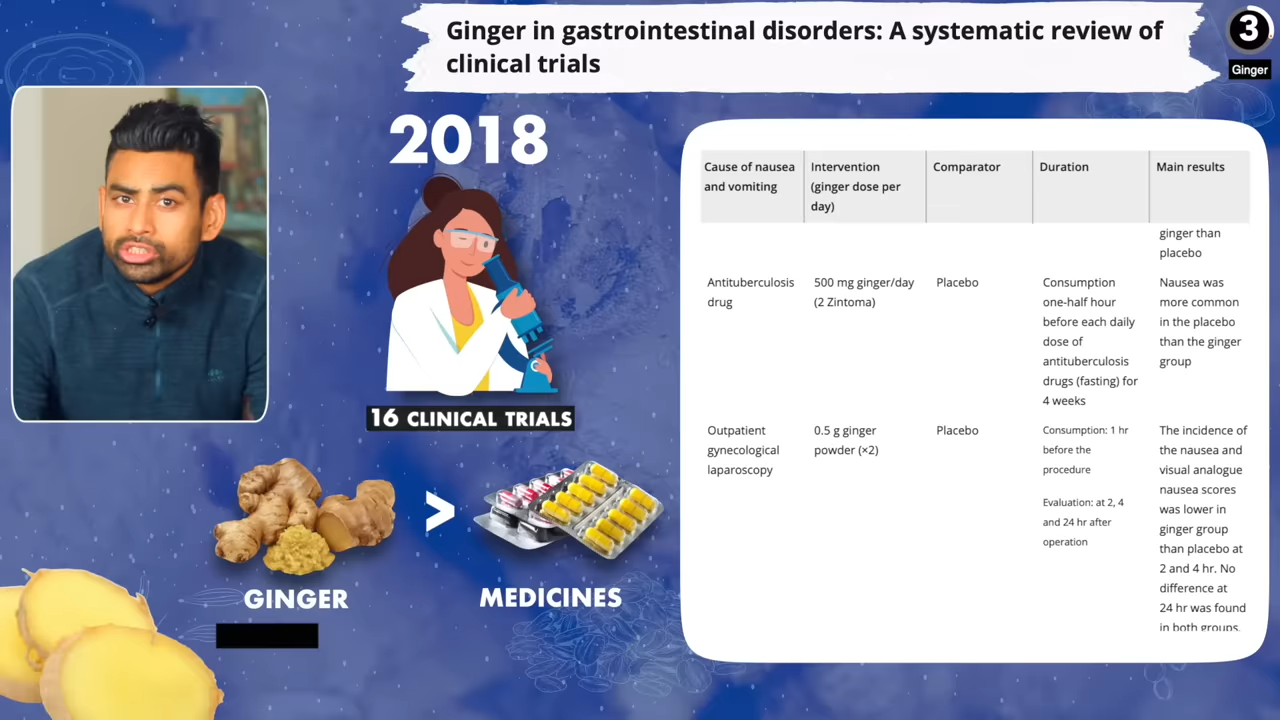 Ginger in gastrointestinal disorders: A systematic review of
clinical trials
3
Ginger
2018
16 CLINICAL TRIALS
>
GINGER
MEDICINES
Cause of nausea
and vomiting
Intervention
(ginger dose per
day)
Comparator
Duration
Main results
ginger than
placebo
Antituberculosis
drug
500 mg ginger/day
(2 Zintoma)
Placebo
Consumption
one-half hour
before each daily
dose of
antituberculosis
drugs (fasting) for
4 weeks
Nausea was
more common
in the placebo
than the ginger
group
Outpatient
gynecological
laparoscopy
0.5 g ginger
powder (×2)
Placebo
Consumption: 1 hr
before the
procedure
Evaluation: at 2, 4
and 24 hr after
operation
The incidence of
the nausea and
visual analogue
nausea scores
was lower in
ginger group
than placebo at
2 and 4 hr. No
difference at
24 hr was found
in both groups.